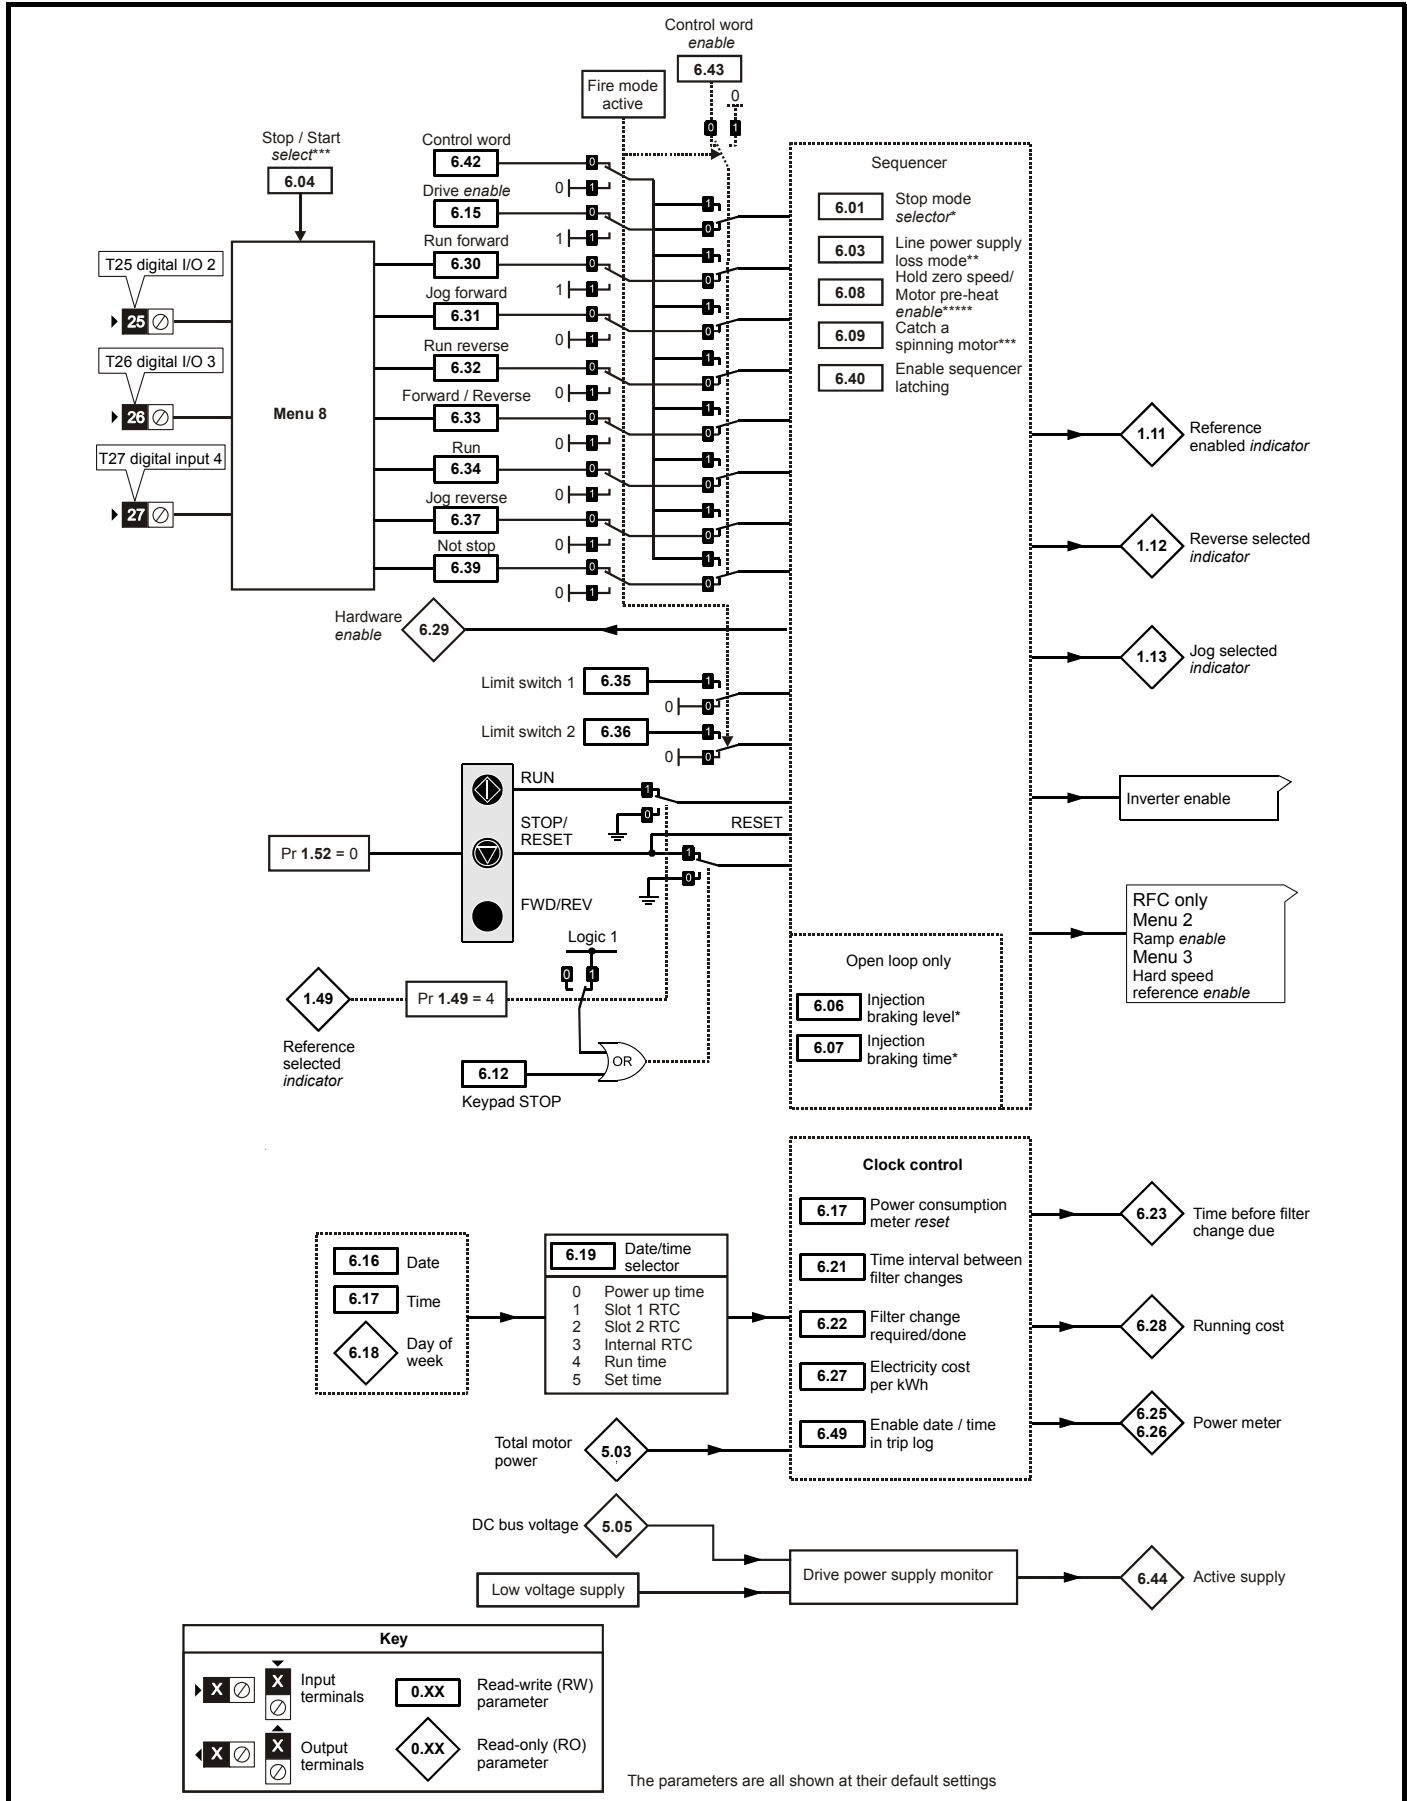 Control word
enable
6.43
0
0 1
Fire mode
active
Stop / Start
select***
6.04
Control word
6.42
0
0 1
Drive enable
6.15
0
1 1
Run forward
6.30
0
1 1
Jog forward
6.31
0
0 1
Run reverse
6.32
0
0 1
Forward / Reverse
6.33
0
0 1
Run
6.34
0
0 1
Jog reverse
6.37
0
0 1
Not stop
6.39
0
0 1
1
0
1
0
1
0
1
0
1
0
1
0
1
0
1
0
T25 digital I/O 2
25
T26 digital I/O 3
26
T27 digital input 4
27
Menu 8
Sequencer
6.01 Stop mode
selector*
6.03 Line power supply
loss mode**
6.08 Hold zero speed/
Motor pre-heat
enable*****
6.09 Catch a
spinning motor***
6.40 Enable sequencer
latching
1.11 Reference
enabled indicator
1.12 Reverse selected
indicator
1.13 Jog selected
indicator
Hardware
enable
6.29
Limit switch 1 6.35 1
0 0
Limit switch 2 6.36 1
0 0
RUN
1
0
STOP/
RESET
RESET
1
0
FWD/REV
Pr 1.52 = 0
Inverter enable
RFC only
Menu 2
Ramp enable
Menu 3
Hard speed
reference enable
Logic 1
0 1
1.49
Pr 1.49 = 4
Reference
selected
indicator
OR
6.12
Keypad STOP
Open loop only
6.06 Injection
braking level*
6.07 Injection
braking time*
Clock control
6.17 Power consumption
meter reset
6.21 Time interval between
filter changes
6.22 Filter change
required/done
6.27 Electricity cost
per kWh
6.49 Enable date / time
in trip log
6.16 Date
6.17 Time
6.18 Day of
week
6.19 Date/time
selector
0 Power up time
1 Slot 1 RTC
2 Slot 2 RTC
3 Internal RTC
4 Run time
5 Set time
6.23 Time before filter
change due
6.28 Running cost
6.25
6.26
Power meter
Total motor
power
5.03
DC bus voltage 5.05
Low voltage supply
Drive power supply monitor
6.44 Active supply
Key
X X Input
terminals
0.XX Read-write (RW)
parameter
X X Output
terminals
0.XX Read-only (RO)
parameter
The parameters are all shown at their default settings